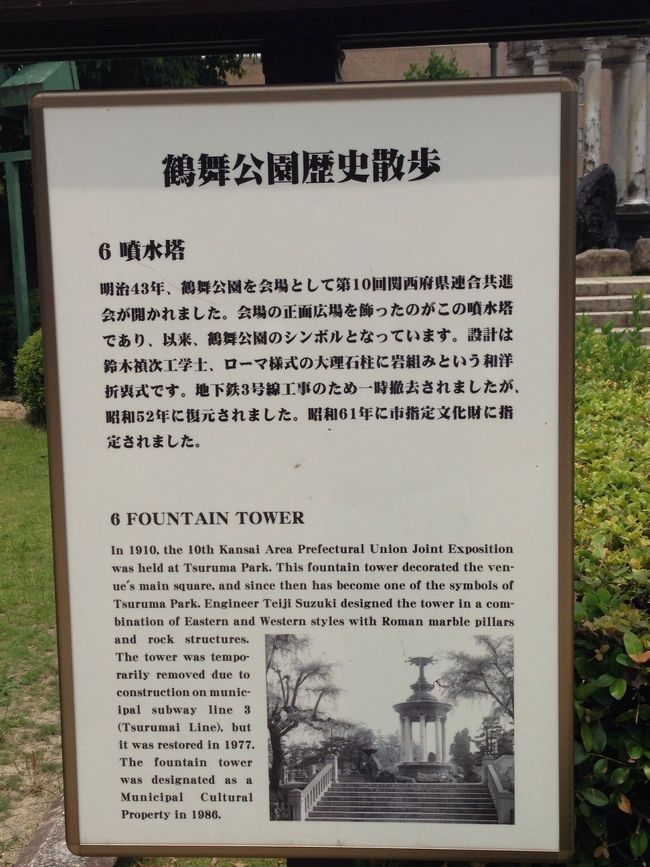 鶴舞公園歴史散歩
6 噴水塔
明治43年、鶴舞公園を会場として第10回関西府県連合共進
会が開かれました。会場の正面広場を飾ったのがこの噴水塔
であり、以来、鶴舞公園のシンボルとなっています。設計は
鈴木禎次工学士、ローマ様式の大理石柱に岩組みという和洋
折衷式です。地下鉄3号線工事のため一時撤去されましたが、
昭和52年に復元されました。昭和61年に市指定文化財に指
定されました。
6 FOUNTAIN TOWER
In 1910, the 10th Kansai Area Prefectural Union Joint Exposition
was held at Tsuruma Park. This fountain tower decorated the ven-
ue's main square, and since then has become one of the symbols of
Tsuruma Park. Engineer Teiji Suzuki designed the tower in a com-
bination of Eastern and Western styles with Roman marble pillars
and rock structures.
The tower was tempo-
rarily removed due to
construction on munic-
ipal subway line 3
(Tsurumai Line), but
it was restored in 1977.
The fountain tower
was designated as a
Municipal Cultural
Property in 1986.